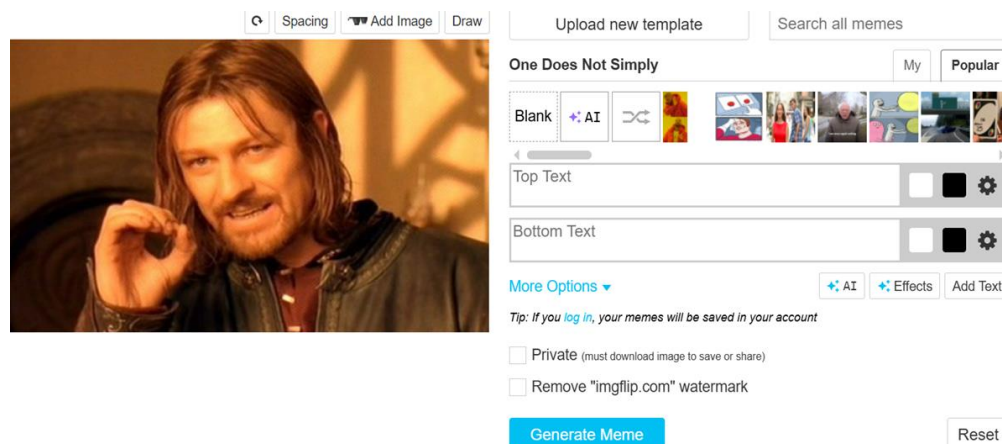 Spacing Add Image Draw
Upload new template Search all memes
One Does Not Simply My Popular
Blank AI
Top Text
Bottom Text
More Options AI Effects Add Text
Tip: If you log in, your memes will be saved in your account
Private (must download image to save or share)
Remove "imgflip.com" watermark
Generate Meme Reset